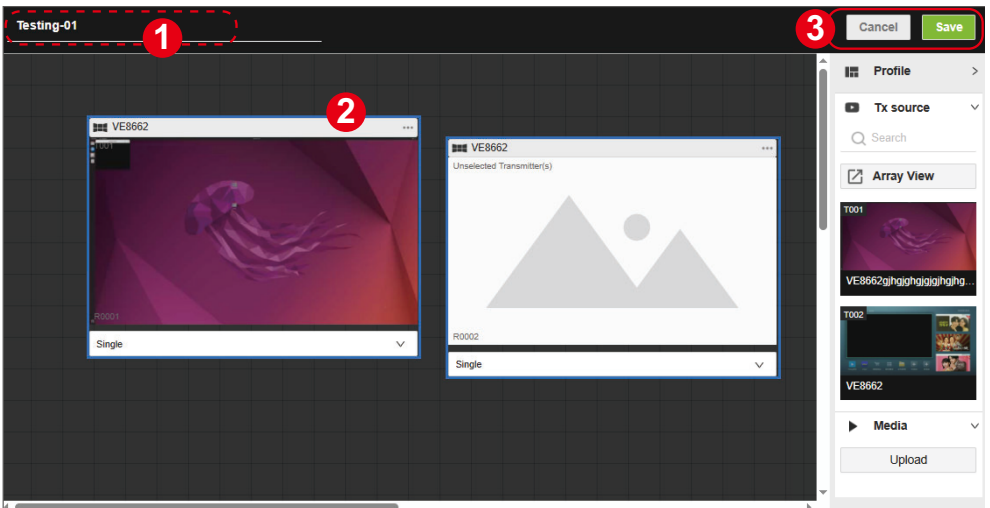 Testing-01
1
3
Cancel
Save
Profile
Tx source
Search
Array View
T001
VE8662gjhgjghgjgjgjhgjhg...
T002
VE8662
Media
Upload
2
VE8662
T001
R0001
Single
VE8662
Unselected Transmitter(s)
R0002
Single